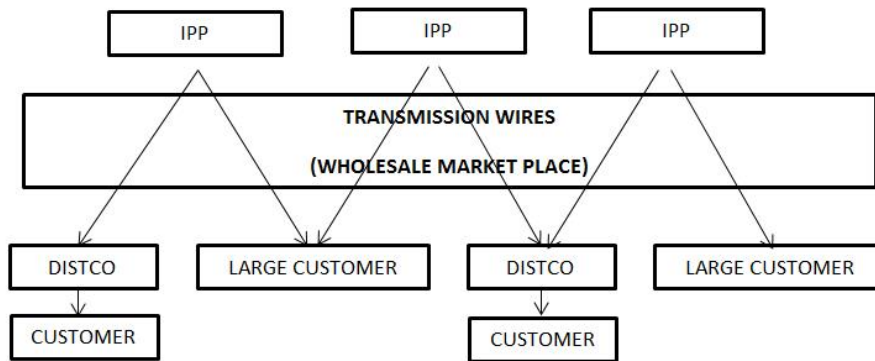 IPP
IPP
IPP
TRANSMISSION WIRES
(WHOLESALE MARKET PLACE)
DISTCO
LARGE CUSTOMER
DISTCO
LARGE CUSTOMER
CUSTOMER
CUSTOMER